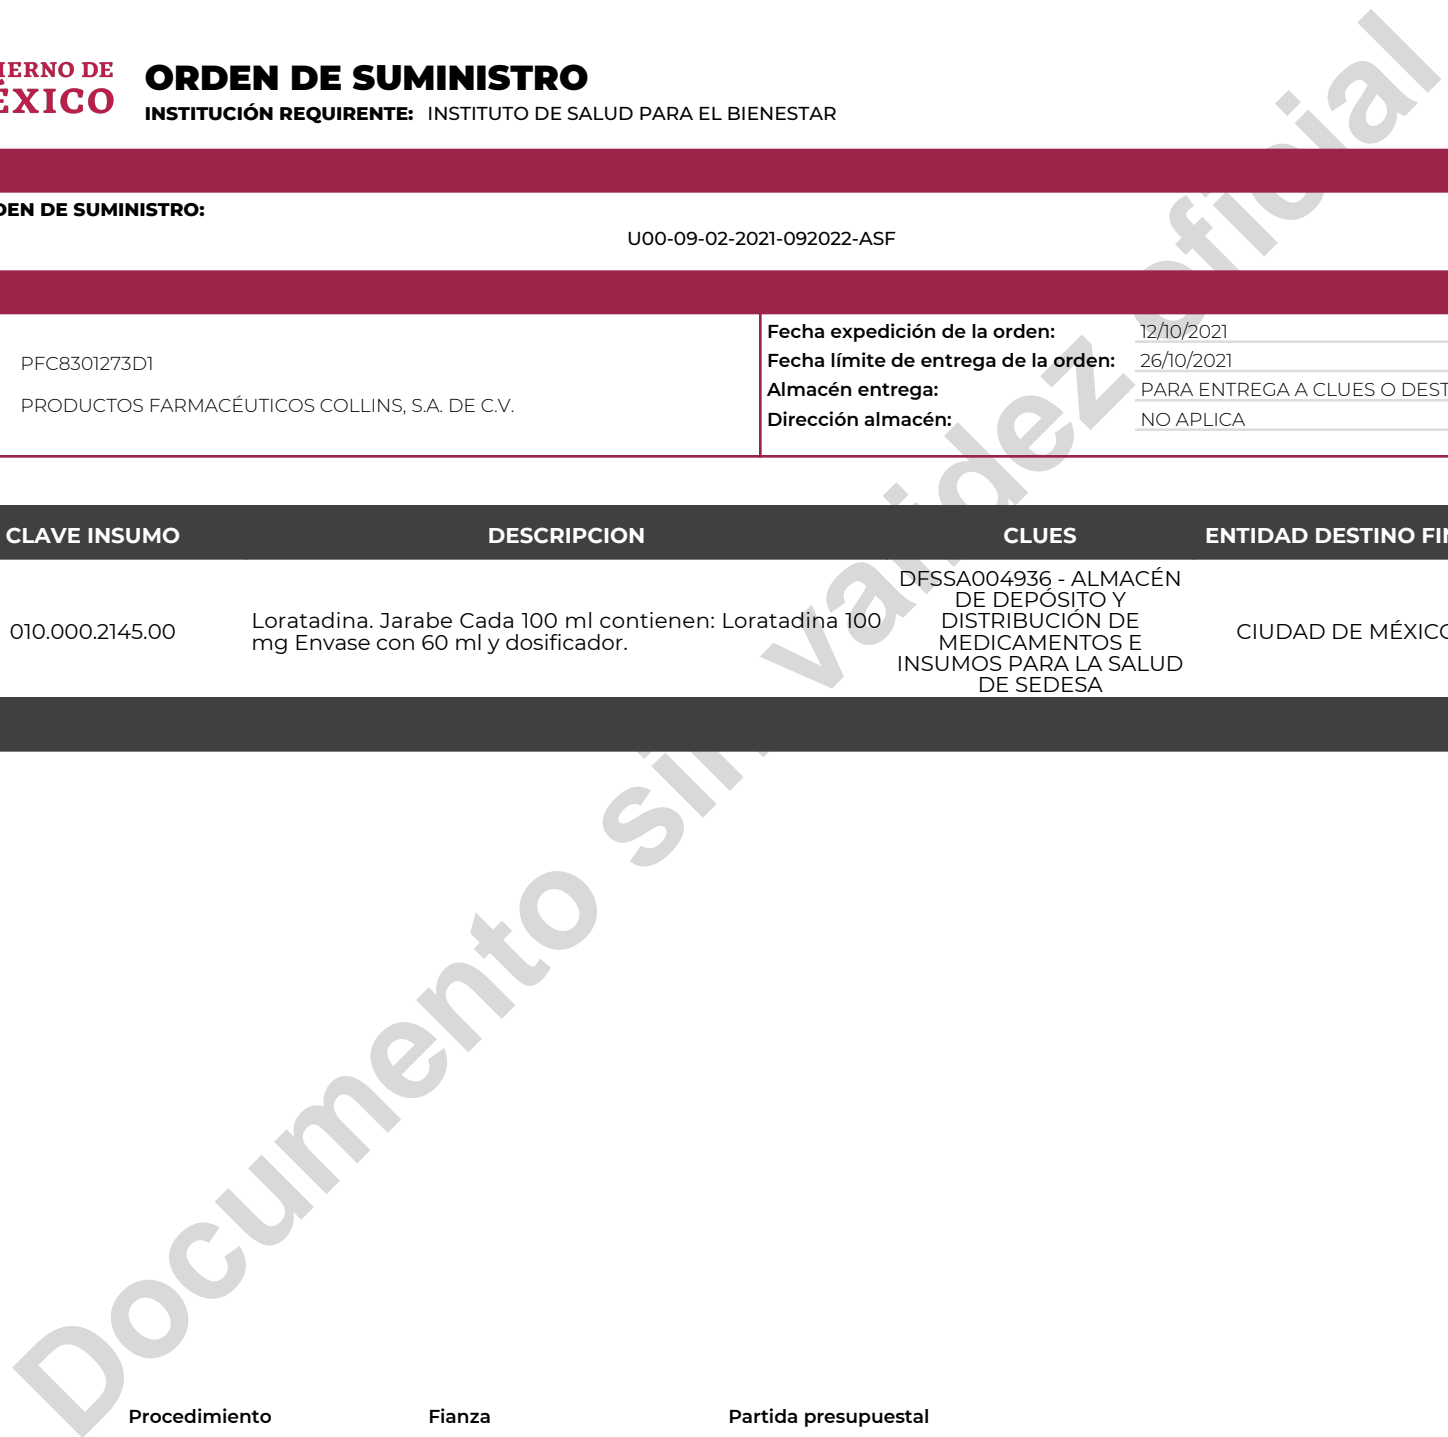 IERNO DE
ÉXICO
ORDEN DE SUMINISTRO
INSTITUCIÓN REQUIRENTE: INSTITUTO DE SALUD PARA EL BIENESTAR
DEN DE SUMINISTRO:
U00-09-02-2021-092022-ASF
PFC8301273D1
PRODUCTOS FARMACÉUTICOS COLLINS, S.A. DE C.V.
Fecha expedición de la orden: 12/10/2021
Fecha límite de entrega de la orden: 26/10/2021
Almacén entrega: PARA ENTREGA A CLUES O DEST
Dirección almacén: NO APLICA
CLAVE INSUMO DESCRIPCION CLUES ENTIDAD DESTINO FIN
010.000.2145.00
Loratadina. Jarabe Cada 100 ml contienen: Loratadina 100
mg Envase con 60 ml y dosificador.
DFSSA004936 - ALMACÉN
DE DEPÓSITO Y
DISTRIBUCIÓN DE
MEDICAMENTOS E
INSUMOS PARA LA SALUD
DE SEDESA
CIUDAD DE MÉXICO
Documento sin validez oficial
Procedimiento Fianza Partida presupuestal